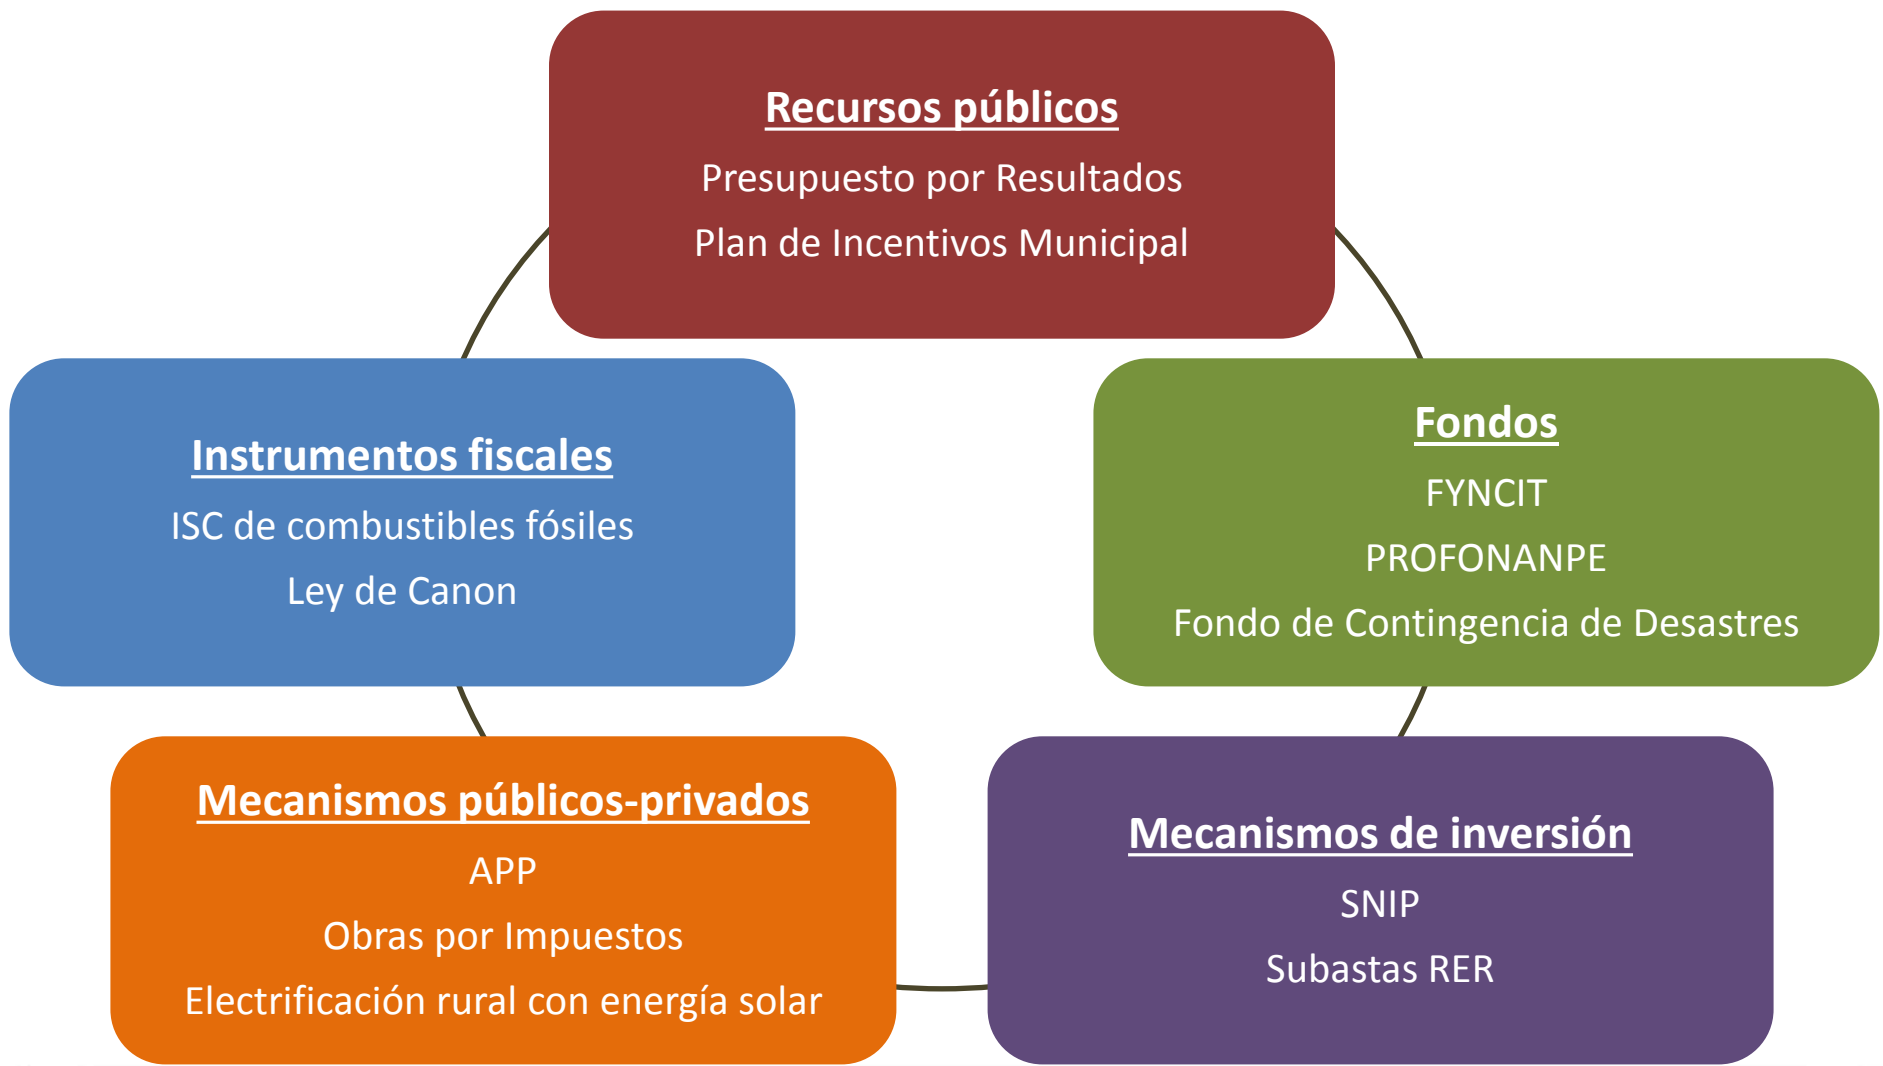 Recursos públicos
Presupuesto por Resultados
Plan de Incentivos Municipal
Instrumentos fiscales
ISC de combustibles fósiles
Ley de Canon
Fondos
FYNCIT
PROFONANPE
Fondo de Contingencia de Desastres
Mecanismos públicos-privados
APP
Obras por Impuestos
Electrificación rural con energía solar
Mecanismos de inversión
SNIP
Subastas RER